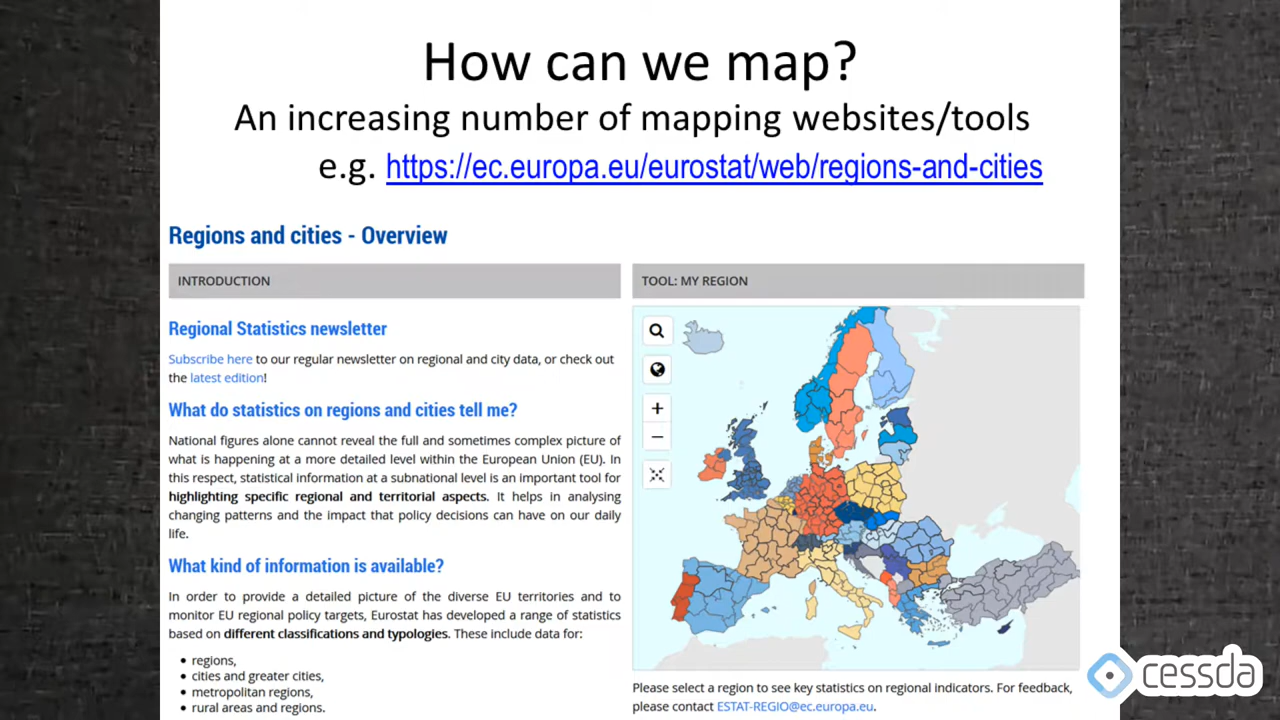 How can we map?
An increasing number of mapping websites/tools
e.g. https://ec.europa.eu/eurostat/web/regions-and-cities
Regions and cities - Overview
INTRODUCTION
Regional Statistics newsletter
Subscribe here to our regular newsletter on regional and city data, or check out
the latest edition!
What do statistics on regions and cities tell me?
National figures alone cannot reveal the full and sometimes complex picture of
what is happening at a more detailed level within the European Union (EU). In
this respect, statistical information at a subnational level is an important tool for
highlighting specific regional and territorial aspects. It helps in analysing
changing patterns and the impact that policy decisions can have on our daily
life.
What kind of information is available?
In order to provide a detailed picture of the diverse EU territories and to
monitor EU regional policy targets, Eurostat has developed a range of statistics
based on different classifications and typologies. These include data for:
• regions,
• cities and greater cities,
• metropolitan regions,
• rural areas and regions.
TOOL: MY REGION
+
−
Please select a region to see key statistics on regional indicators. For feedback,
please contact ESTAT-REGIO@ec.europa.eu.
cessda